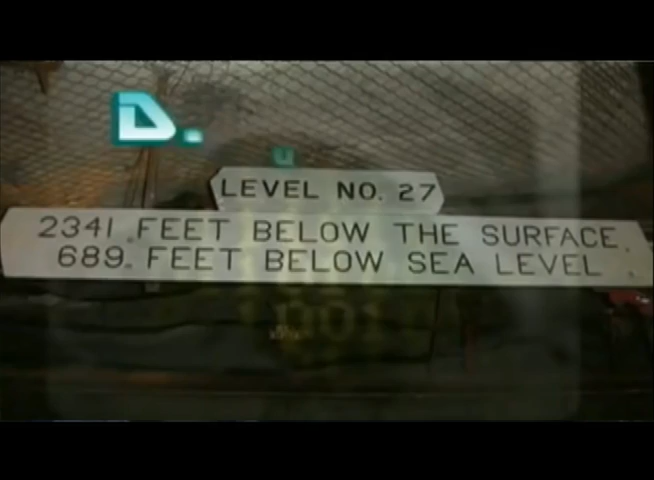 D.
LEVEL NO. 27
2341 FEET BELOW THE SURFACE.
689 FEET BELOW SEA LEVEL